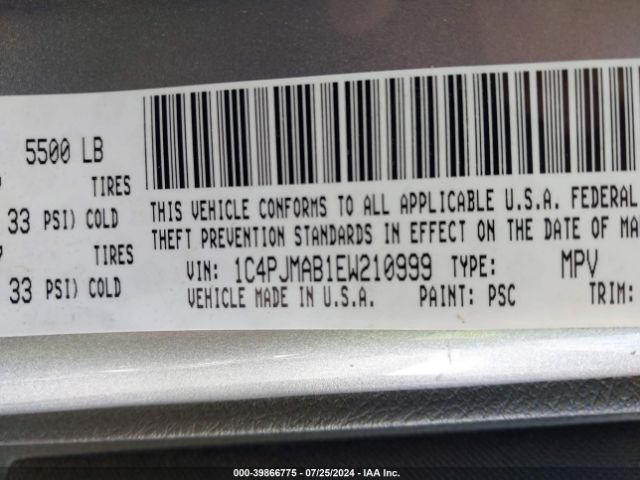 5500 LB
TIRES
33 PSI) COLD
TIRES
33 PSI) COLD
THIS VEHICLE CONFORMS TO ALL APPLICABLE U.S.A. FEDERAL
THEFT PREVENTION STANDARDS IN EFFECT ON THE DATE OF MA
VIN: 1C4PJMAB1EW210999 TYPE: MPV
VEHICLE MADE IN U.S.A. PAINT: PSC TRIM:
000-39866775 - 07/25/2024 - IAA Inc.